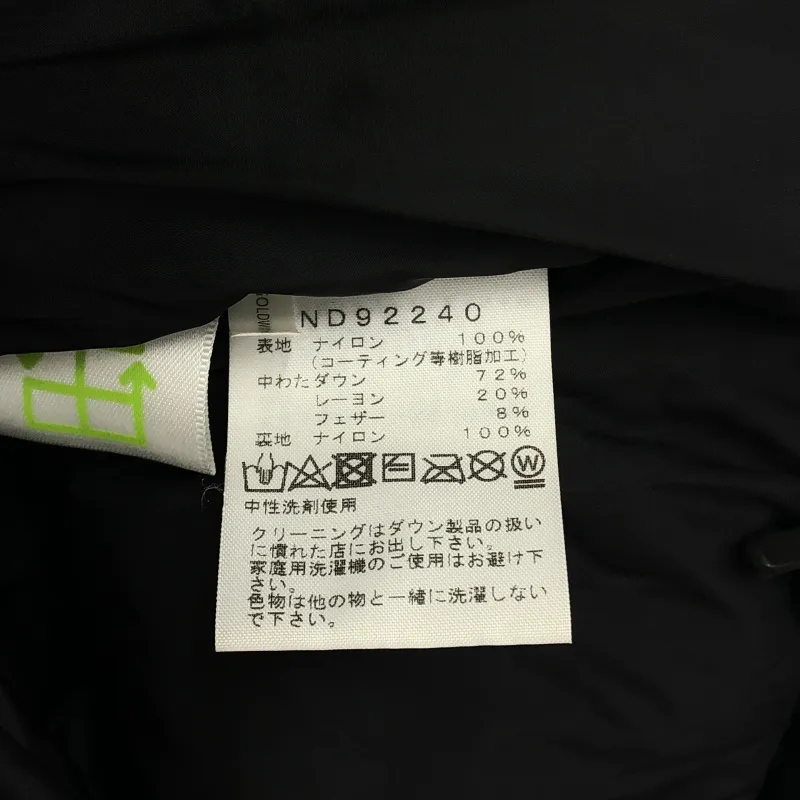 ND92240
表地 ナイロン 100%
(コーティング等樹脂加工)
中わたダウン 72%
レーヨン 20%
フェザー 8%
裏地 ナイロン 100%
W
中性洗剤使用
クリーニングはダウン製品の扱い
に慣れた店にお出し下さい。
家庭用洗濯機のご使用はお避け下
さい。
色物は他の物と一緒に洗濯しない
で下さい。